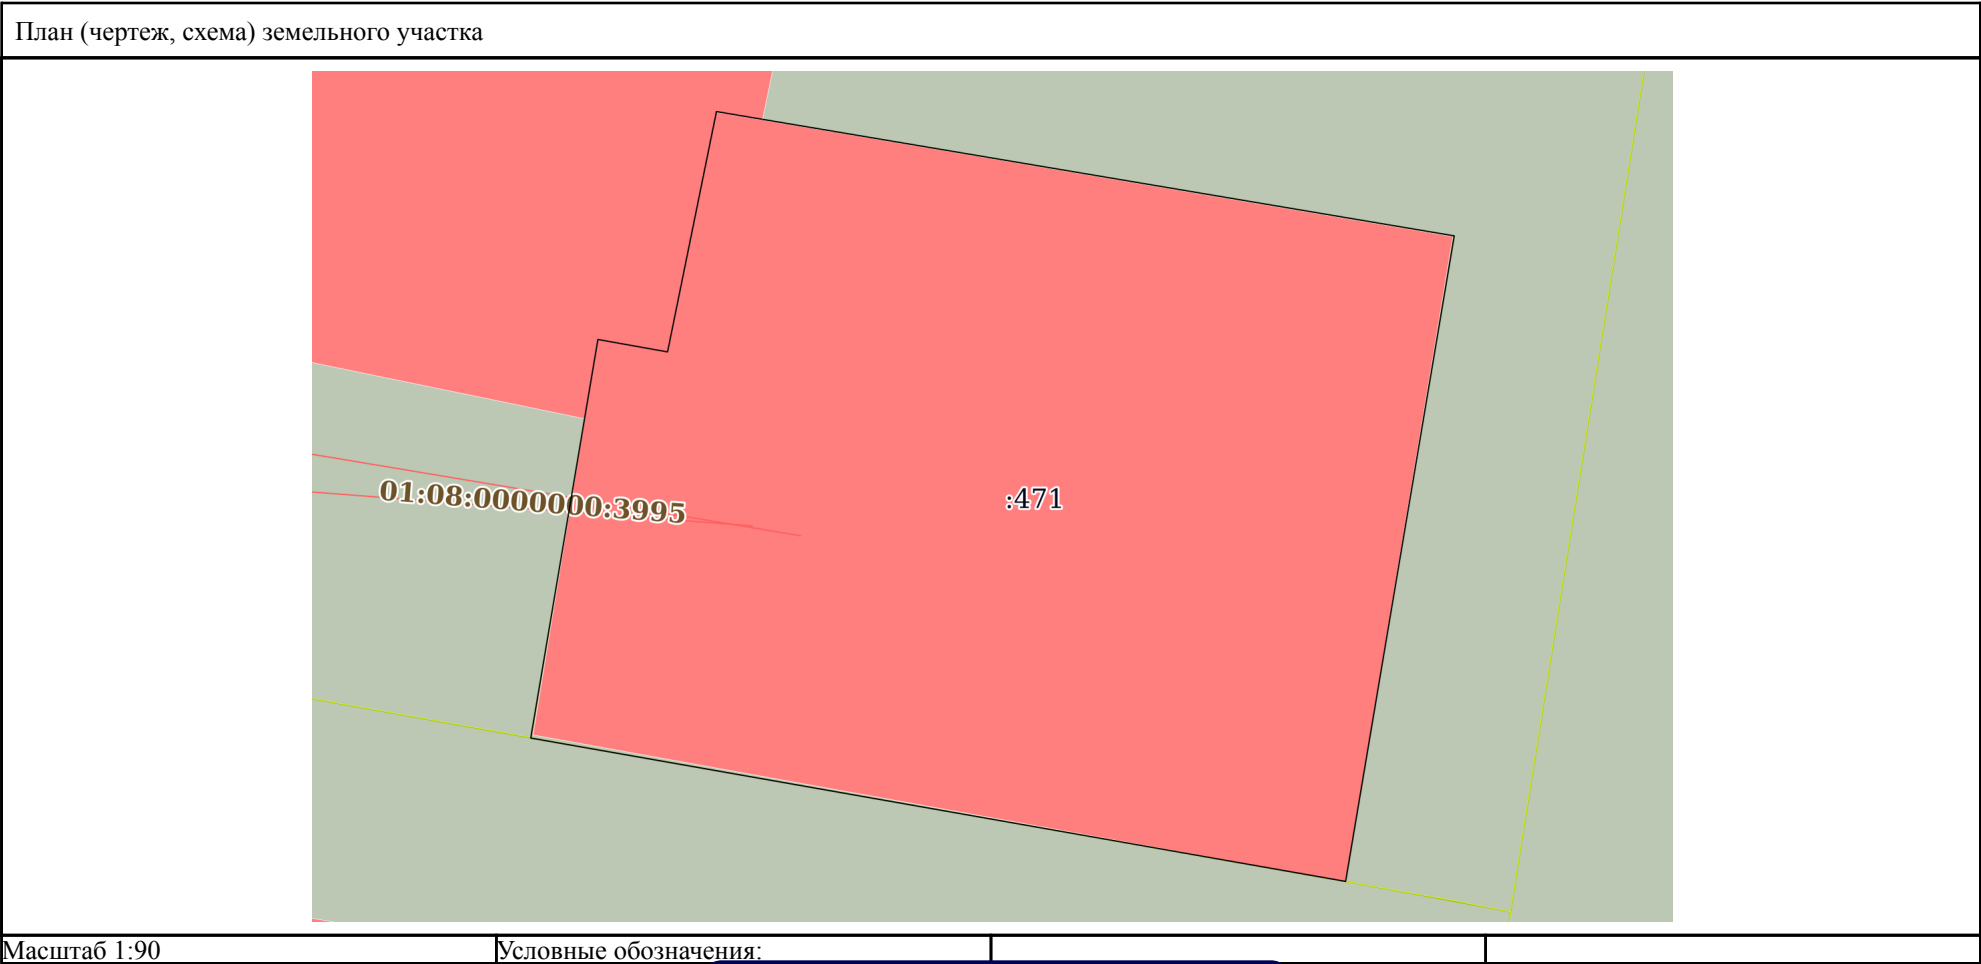 План (чертеж, схема) земельного участка
01:08:0000000:3995
:471
Масштаб 1:90
Условные обозначения: